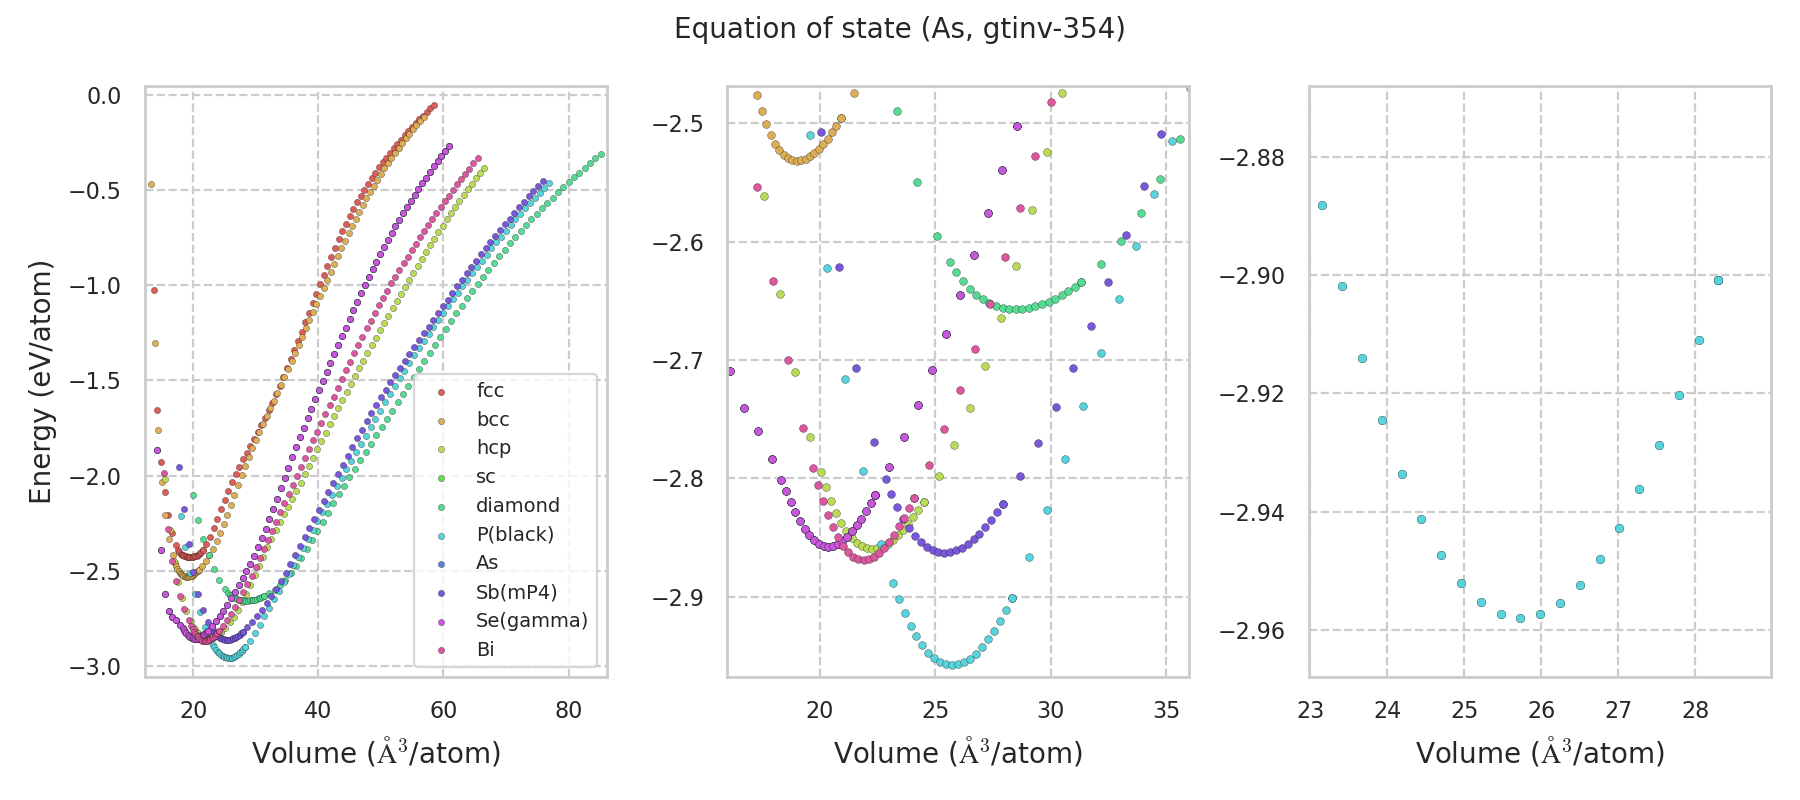 Equation of state (As, gtinv-354)
Energy (eV/atom)
0.0
−0.5
−1.0
−1.5
−2.0
−2.5
−3.0
20 40 60 80
Volume (Å³/atom)
fcc
bcc
hcp
sc
diamond
P(black)
As
Sb(mP4)
Se(gamma)
Bi
−2.5
−2.6
−2.7
−2.8
−2.9
20 25 30 35
Volume (Å³/atom)
−2.88
−2.90
−2.92
−2.94
−2.96
23 24 25 26 27 28
Volume (Å³/atom)